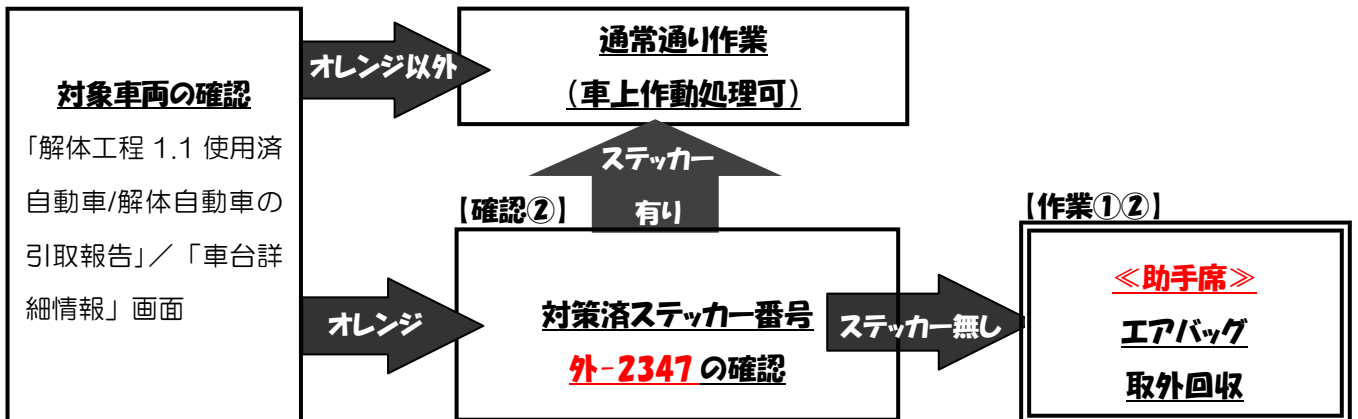 対象車両の確認
「解体工程 1.1 使用済
自動車/解体自動車の
引取報告」／「車台詳
細情報」画面
オレンジ以外
通常通り作業
（車上作動処理可）
ステッカー
有り
オレンジ
【確認②】
対策済ステッカー番号
外-2347 の確認
ステッカー無し
【作業①②】
≪助手席≫
エアバッグ
取外回収